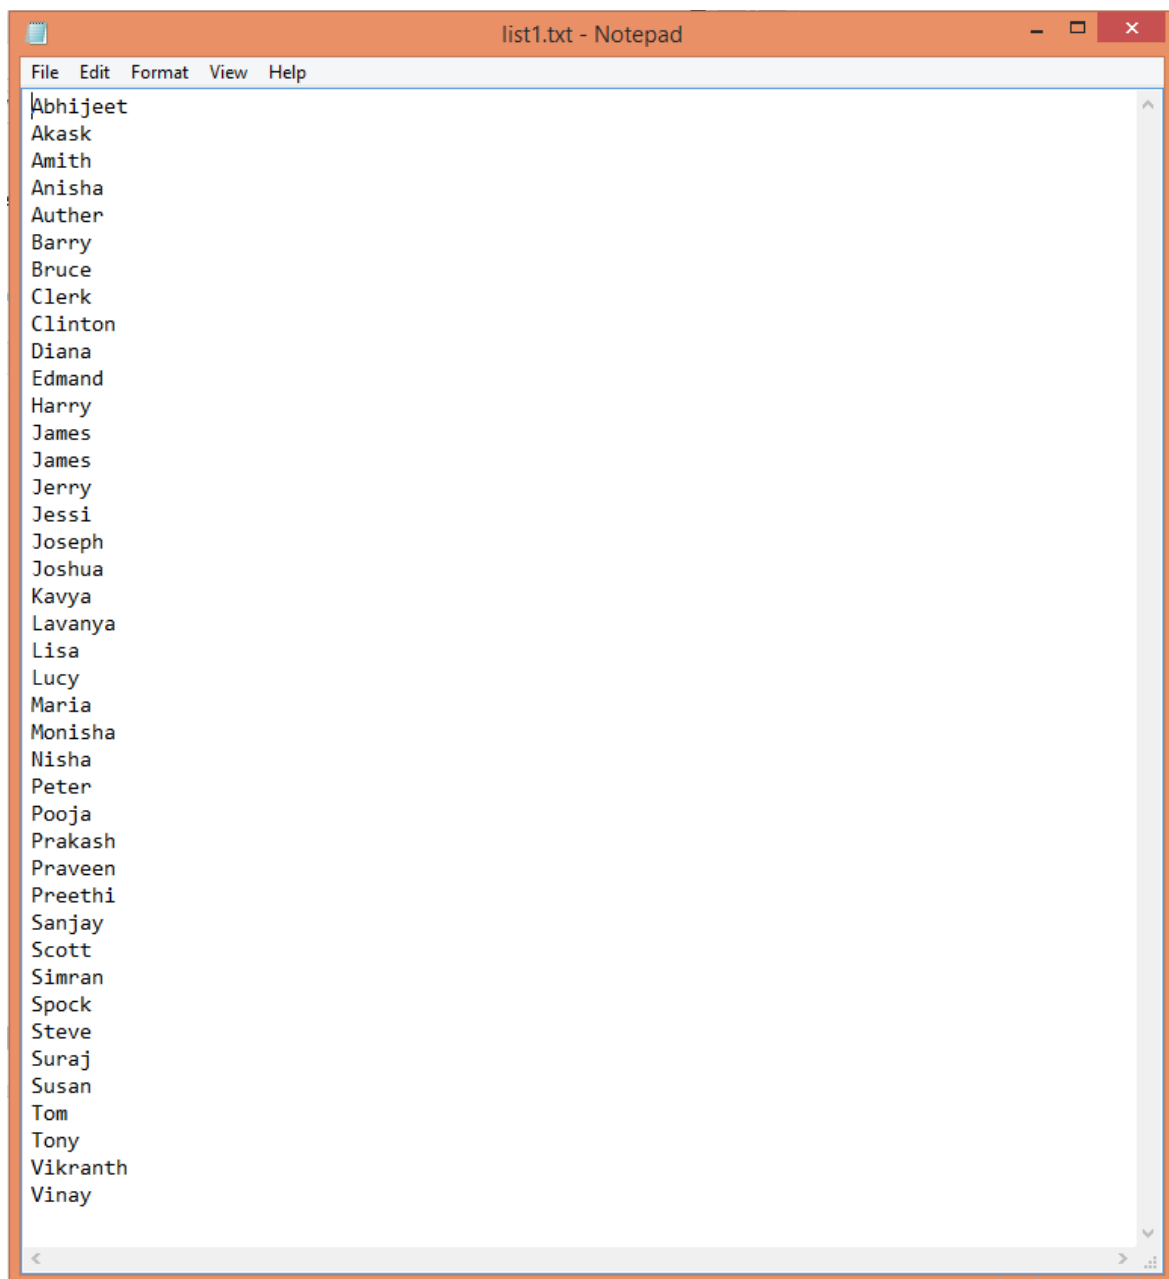 list1.txt - Notepad
File Edit Format View Help
Abhijeet
Akask
Amith
Anisha
Auther
Barry
Bruce
Clerk
Clinton
Diana
Edmand
Harry
James
James
Jerry
Jessi
Joseph
Joshua
Kavya
Lavanya
Lisa
Lucy
Maria
Monisha
Nisha
Peter
Pooja
Prakash
Praveen
Preethi
Sanjay
Scott
Simran
Spock
Steve
Suraj
Susan
Tom
Tony
Vikranth
Vinay